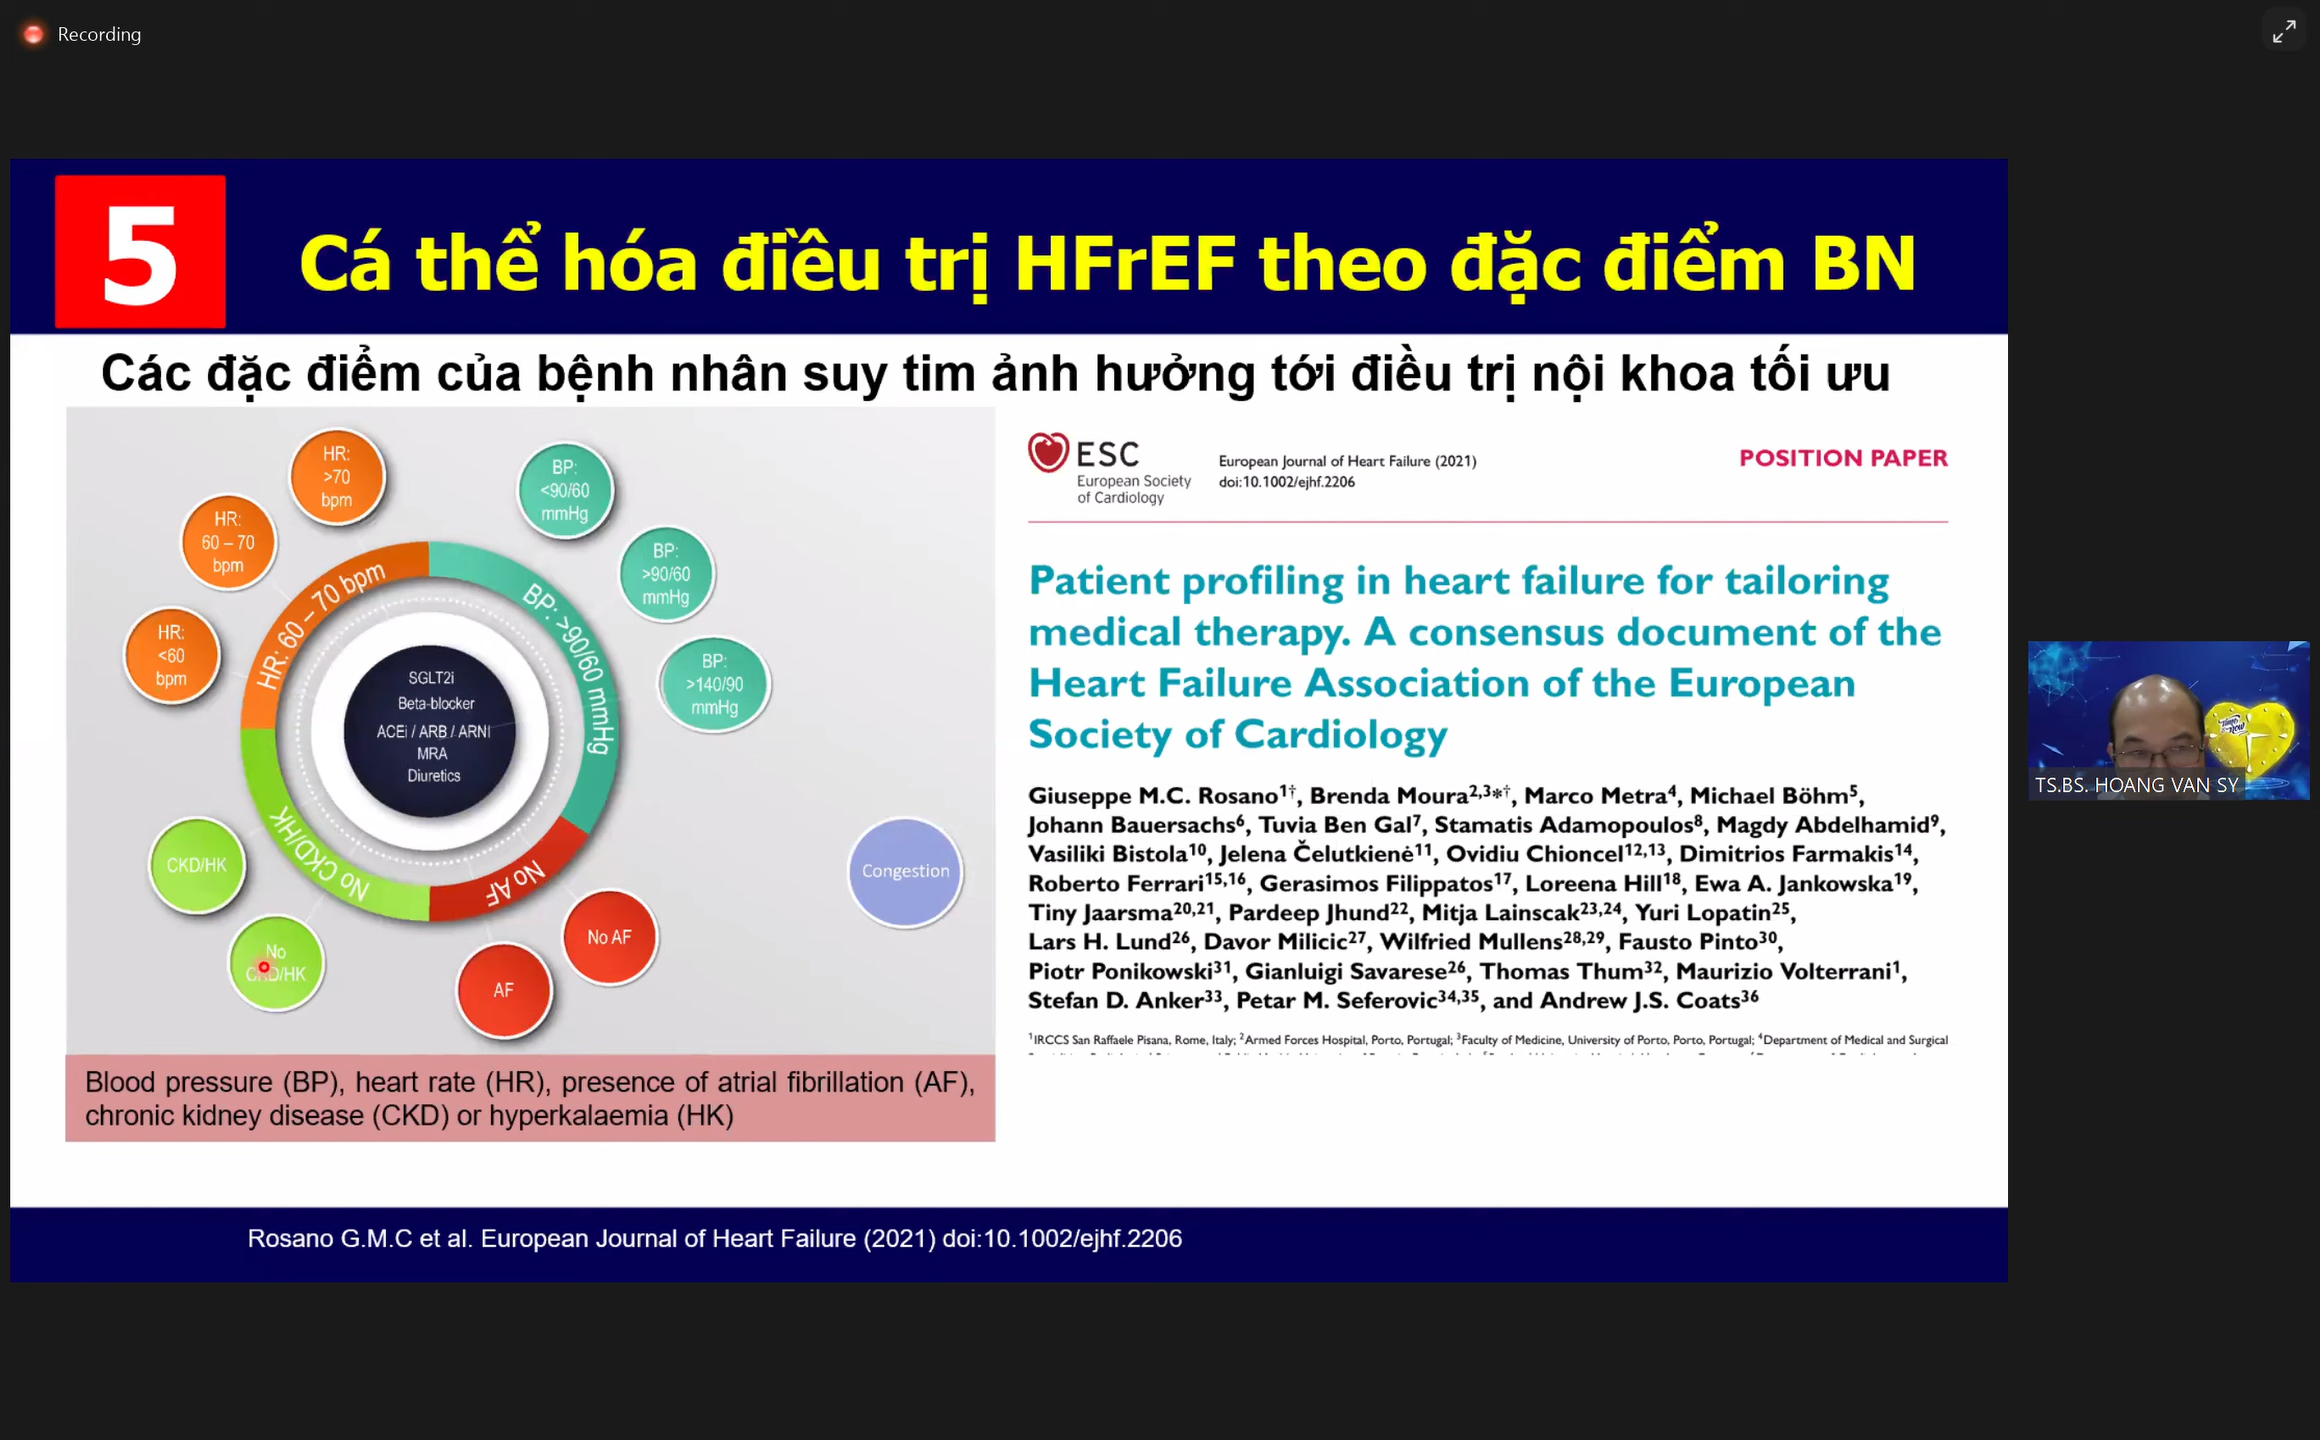 Recording
5
Cá thể hóa điều trị HFrEF theo đặc điểm BN
Các đặc điểm của bệnh nhân suy tim ảnh hưởng tới điều trị nội khoa tối ưu
HR:
>70
bpm
HR:
60 – 70
bpm
HR:
<60
bpm
BP:
<90/60
mmHg
BP:
>90/60
mmHg
BP:
>140/90
mmHg
HR: 60 – 70 bpm
BP: >90/60 mmHg
No CKD/HK
No AF
SGLT2i
Beta-blocker
ACEi / ARB / ARNI
MRA
Diuretics
CKD/HK
No
CKD/HK
AF
No AF
Congestion
Blood pressure (BP), heart rate (HR), presence of atrial fibrillation (AF),
chronic kidney disease (CKD) or hyperkalaemia (HK)
ESC
European Society
of Cardiology
European Journal of Heart Failure (2021)
doi:10.1002/ejhf.2206
POSITION PAPER
Patient profiling in heart failure for tailoring
medical therapy. A consensus document of the
Heart Failure Association of the European
Society of Cardiology
Giuseppe M.C. Rosano¹†, Brenda Moura²,³*†, Marco Metra⁴, Michael Böhm⁵,
Johann Bauersachs⁶, Tuvia Ben Gal⁷, Stamatis Adamopoulos⁸, Magdy Abdelhamid⁹,
Vasiliki Bistola¹⁰, Jelena Čelutkienė¹¹, Ovidiu Chioncel¹²,¹³, Dimitrios Farmakis¹⁴,
Roberto Ferrari¹⁵,¹⁶, Gerasimos Filippatos¹⁷, Loreena Hill¹⁸, Ewa A. Jankowska¹⁹,
Tiny Jaarsma²⁰,²¹, Pardeep Jhund²², Mitja Lainscak²³,²⁴, Yuri Lopatin²⁵,
Lars H. Lund²⁶, Davor Milicic²⁷, Wilfried Mullens²⁸,²⁹, Fausto Pinto³⁰,
Piotr Ponikowski³¹, Gianluigi Savarese²⁶, Thomas Thum³², Maurizio Volterrani¹,
Stefan D. Anker³³, Petar M. Seferovic³⁴,³⁵, and Andrew J.S. Coats³⁶
¹IRCCS San Raffaele Pisana, Rome, Italy; ²Armed Forces Hospital, Porto, Portugal; ³Faculty of Medicine, University of Porto, Porto, Portugal; ⁴Department of Medical and Surgical
TS.BS. HOANG VAN SY
Rosano G.M.C et al. European Journal of Heart Failure (2021) doi:10.1002/ejhf.2206